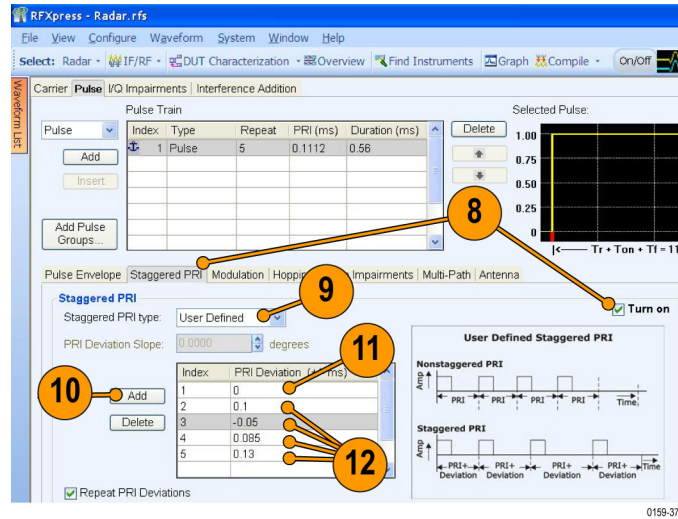 RFXpress - Radar.rfs
File View Configure Waveform System Window Help
Select: Radar IF/RF DUT Characterization Overview Find Instruments Graph Compile On/Off
Waveform List
Carrier Pulse I/Q Impairments Interference Addition
Pulse Train
Selected Pulse:
Pulse
Add
Insert
Add Pulse Groups...
Index Type Repeat PRI (ms) Duration (ms)
1 Pulse 5 0.1112 0.56
Delete
1.00
0.75
0.50
0.25
0
|<—— Tr + Ton + Tf = 11
8
Pulse Envelope Staggered PRI Modulation Impairments Multi-Path Antenna
9
Turn on
Staggered PRI
Staggered PRI type: User Defined
PRI Deviation Slope: 0.0000 degrees
10
11
Add
Delete
Index PRI Deviation
1 0
2 0.1
3 -0.05
4 0.085
5 0.13
12
Repeat PRI Deviations
User Defined Staggered PRI
Nonstaggered PRI
Amp
PRI PRI PRI PRI Time
Staggered PRI
Amp
PRI+ Deviation PRI+ Deviation PRI+ Deviation PRI+ Deviation Time
0159-37